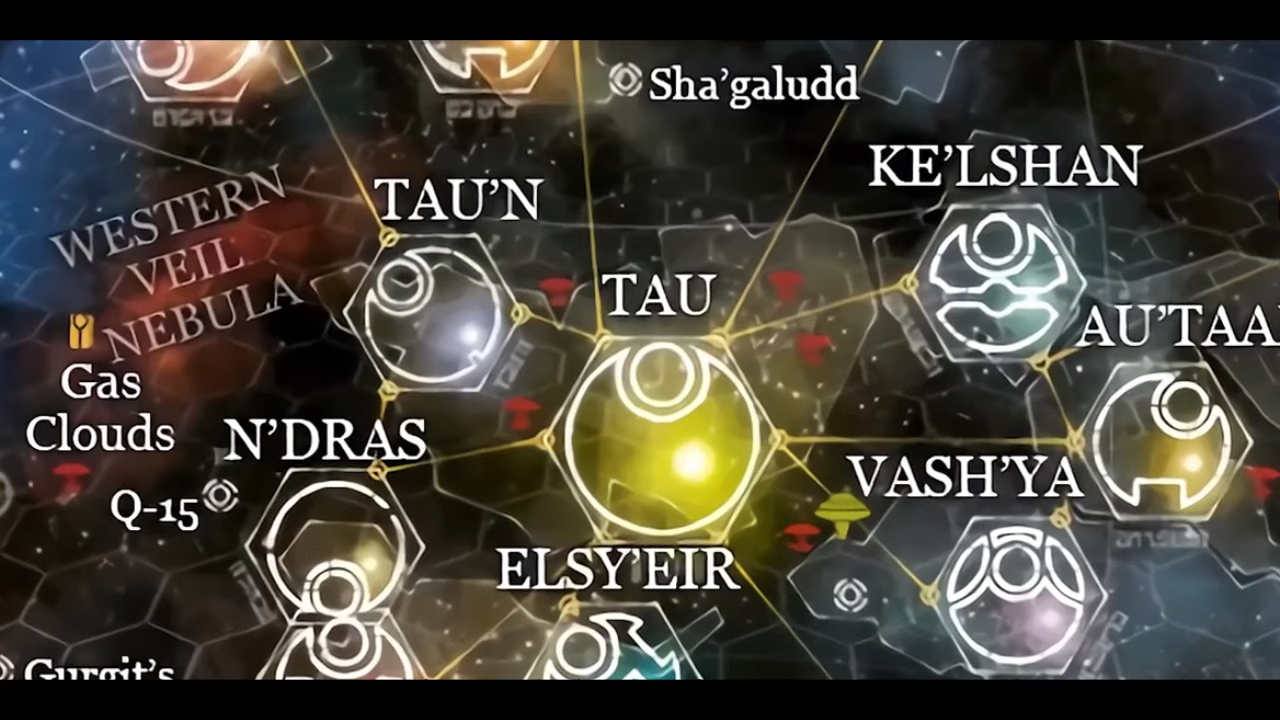 Sha'galudd
KE'LSHAN
TAU'N
WESTERN
VEIL
NEBULA
TAU
AU'TAA
Gas
Clouds
N'DRAS
VASH'YA
Q-15
ELSY'EIR
Gurgit's